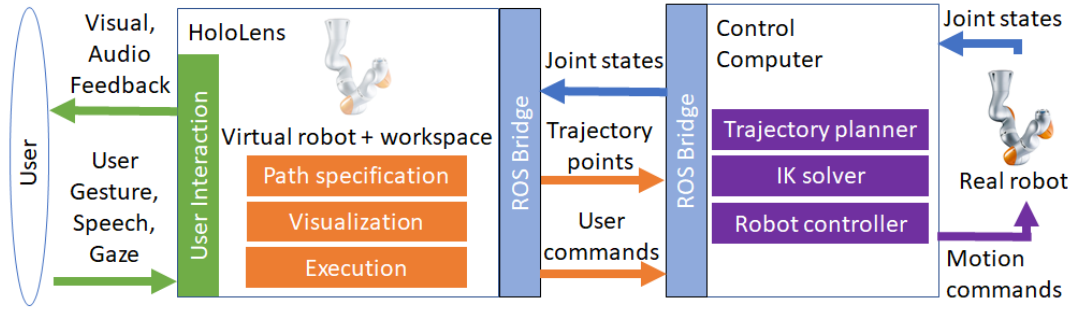 Visual,
Audio
Feedback
User
User
Gesture,
Speech,
Gaze
HoloLens
User Interaction
Virtual robot + workspace
Path specification
Visualization
Execution
ROS Bridge
Joint states
Trajectory
points
User
commands
ROS Bridge
Control
Computer
Trajectory planner
IK solver
Robot controller
Joint states
Real robot
Motion
commands